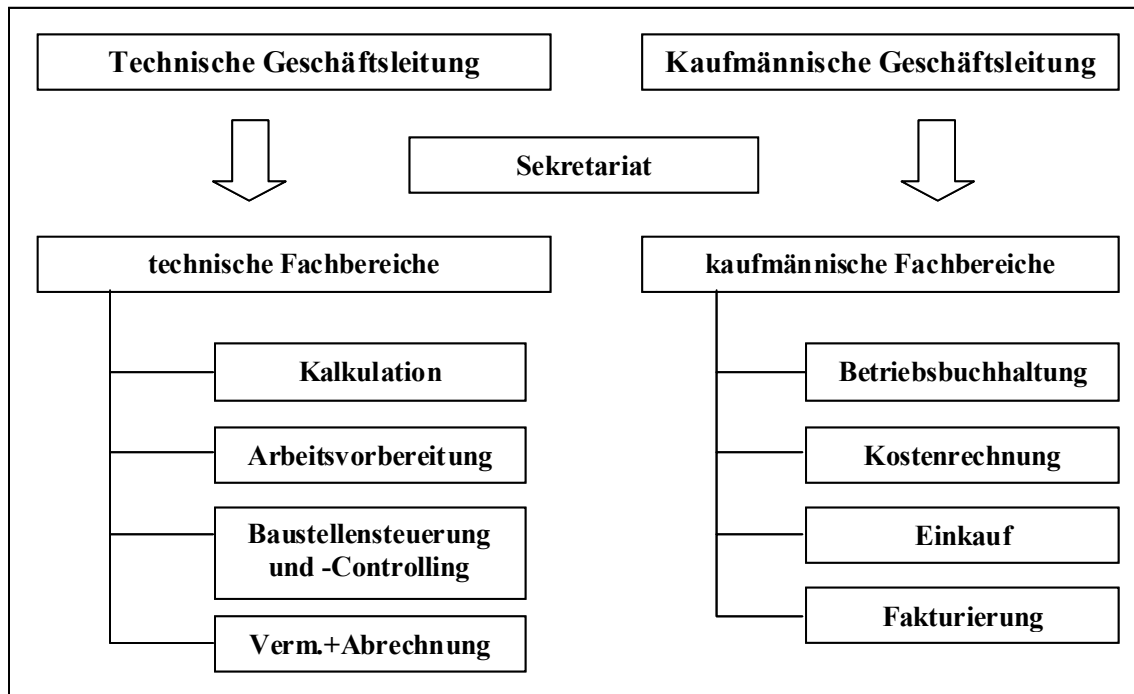 Technische Geschäftsleitung
Kaufmännische Geschäftsleitung
Sekretariat
technische Fachbereiche
kaufmännische Fachbereiche
Kalkulation
Arbeitsvorbereitung
Baustellensteuerung
und -Controlling
Verm.+Abrechnung
Betriebsbuchhaltung
Kostenrechnung
Einkauf
Fakturierung